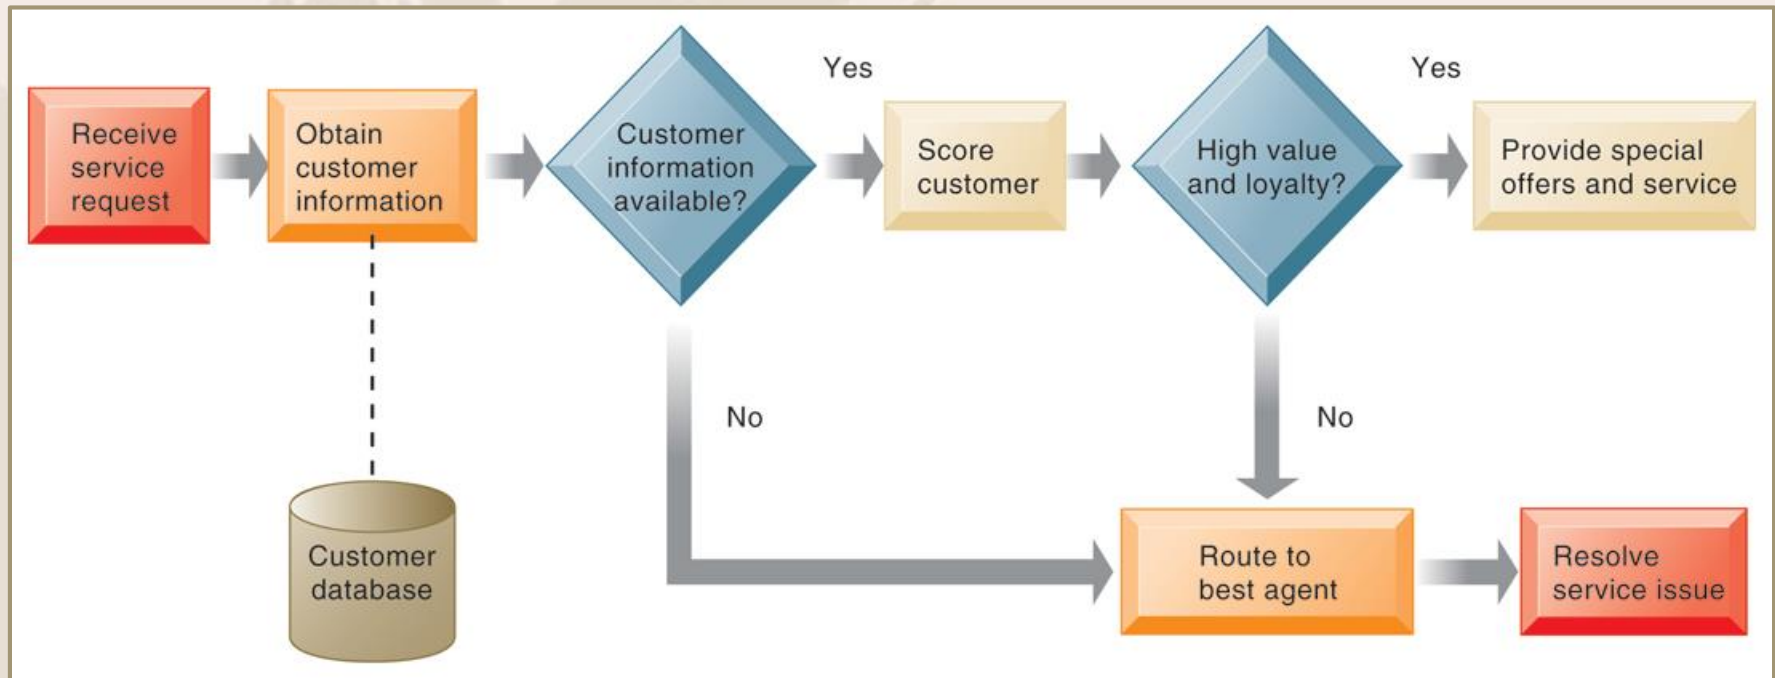 Receive
service
request
Obtain
customer
information
Customer
information
available?
Yes
Score
customer
High value
and loyalty?
Yes
Provide special
offers and service
No
No
Customer
database
Route to
best agent
Resolve
service issue